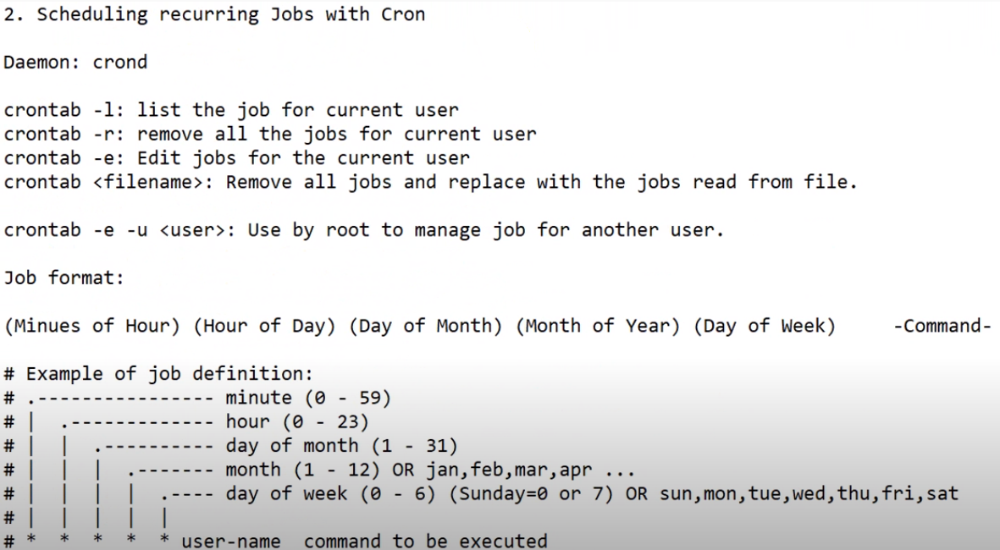 2. Scheduling recurring Jobs with Cron
Daemon: crond
crontab -l: list the job for current user
crontab -r: remove all the jobs for current user
crontab -e: Edit jobs for the current user
crontab <filename>: Remove all jobs and replace with the jobs read from file.
crontab -e -u <user>: Use by root to manage job for another user.
Job format:
(Minues of Hour) (Hour of Day) (Day of Month) (Month of Year) (Day of Week)     -Command-
# Example of job definition:
# .---------------- minute (0 - 59)
# |  .------------- hour (0 - 23)
# |  |  .---------- day of month (1 - 31)
# |  |  |  .------- month (1 - 12) OR jan,feb,mar,apr ...
# |  |  |  |  .---- day of week (0 - 6) (Sunday=0 or 7) OR sun,mon,tue,wed,thu,fri,sat
# |  |  |  |  |
# *  *  *  *  * user-name  command to be executed